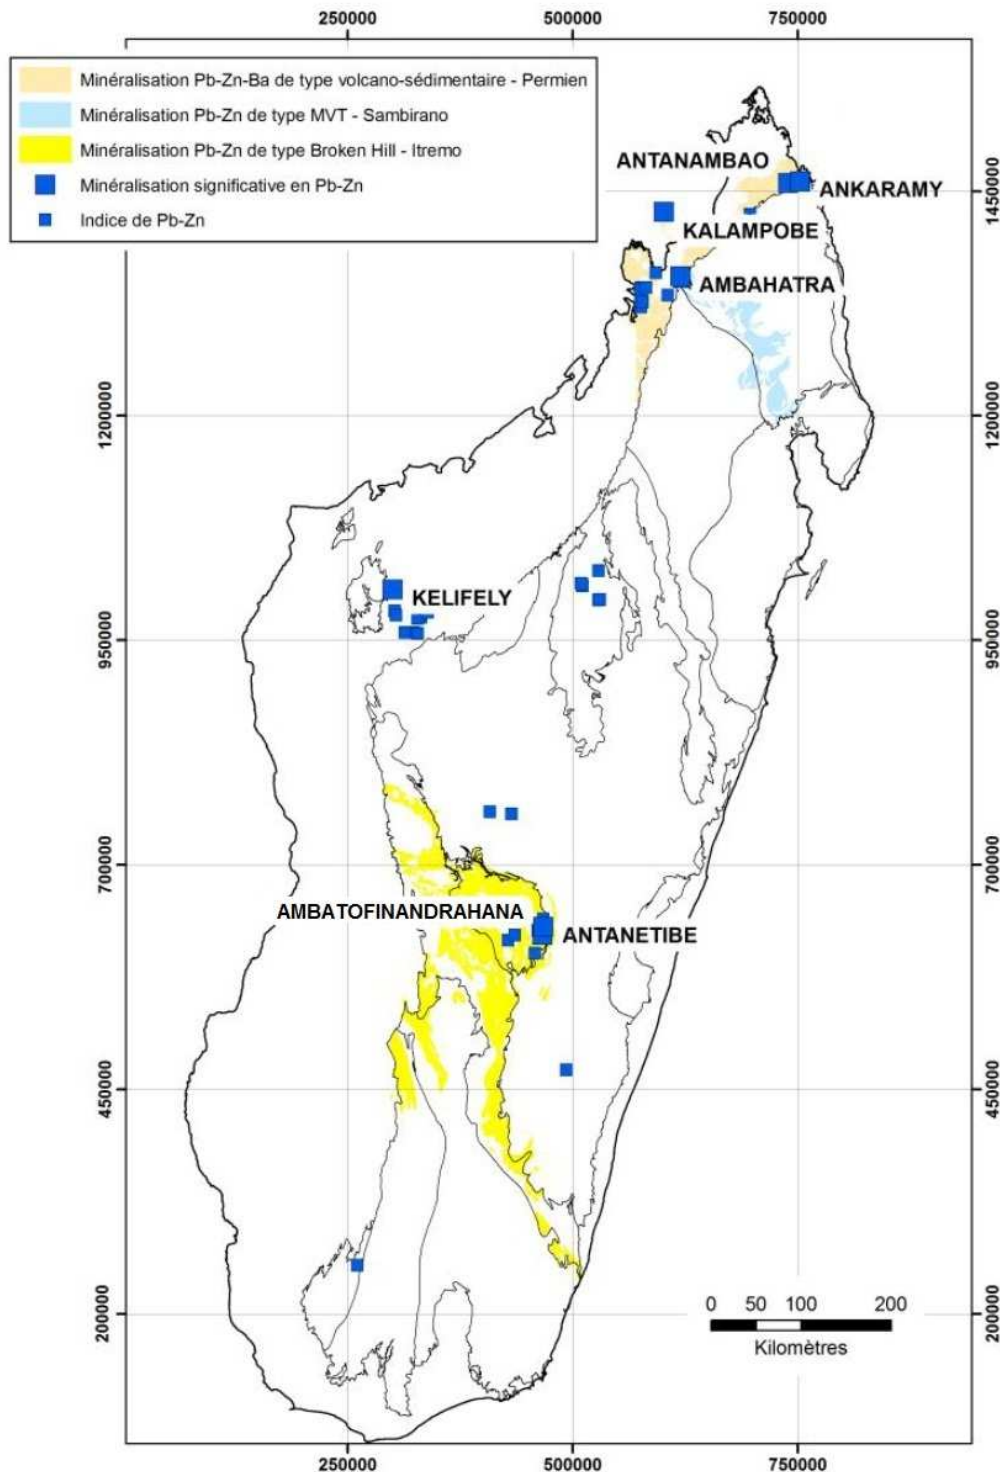 250000 500000 750000
Minéralisation Pb-Zn-Ba de type volcano-sédimentaire - Permien
Minéralisation Pb-Zn de type MVT - Sambirano
Minéralisation Pb-Zn de type Broken Hill - Itremo
Minéralisation significative en Pb-Zn
Indice de Pb-Zn
ANTANAMBAO
ANKARAMY
1450000 1450000
KALAMPOBE
AMBAHATRA
1200000 1200000
KELIFELY
950000 950000
700000 700000
AMBATOFINANDRAHANA
ANTANETIBE
450000 450000
200000 200000
0 50 100 200
Kilomètres
250000 500000 750000